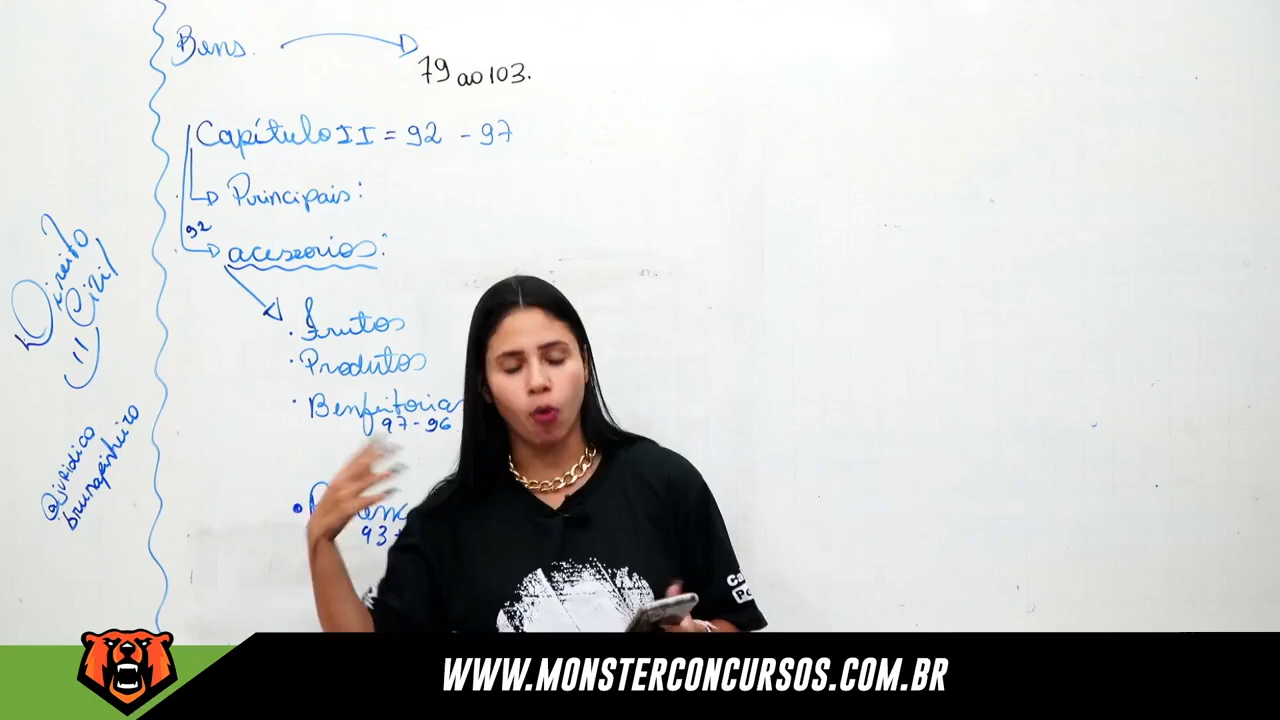 Bens.
79 ao 103.
Capítulo II = 92 - 97
Principais:
92
acessorios:
• Frutos
• Produtos
• Benfeitorias
97-96
93
Direito
Civil
@juridico
brunapinheiro
WWW.MONSTERCONCURSOS.COM.BR